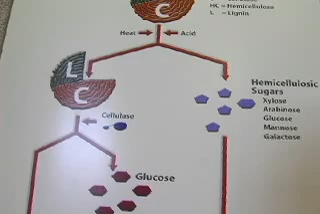 C
HC = Hemicellulose
L = Lignin
Heat
Acid
L
C
Cellulase
Hemicellulosic
Sugars
Xylose
Arabinose
Glucose
Mannose
Galactose
Glucose